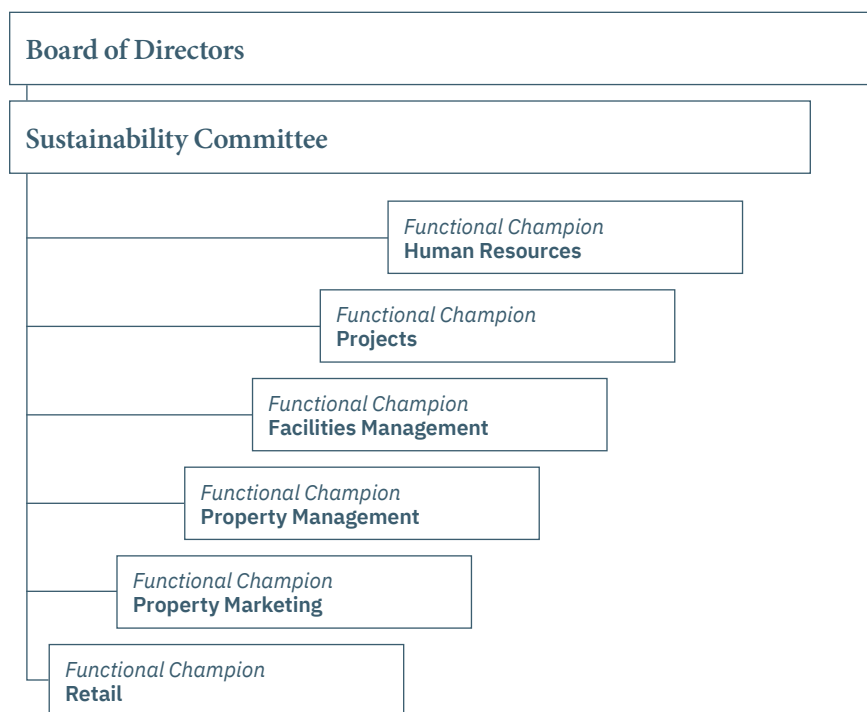 Board of Directors
Sustainability Committee
Functional Champion
Human Resources
Functional Champion
Projects
Functional Champion
Facilities Management
Functional Champion
Property Management
Functional Champion
Property Marketing
Functional Champion
Retail